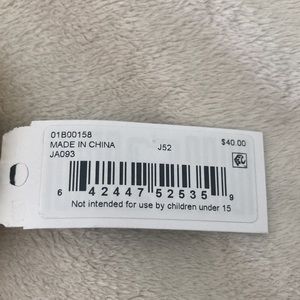 01B00158
MADE IN CHINA J52 $40.00
JA093
6 42447 52535 9
Not intended for use by children under 15